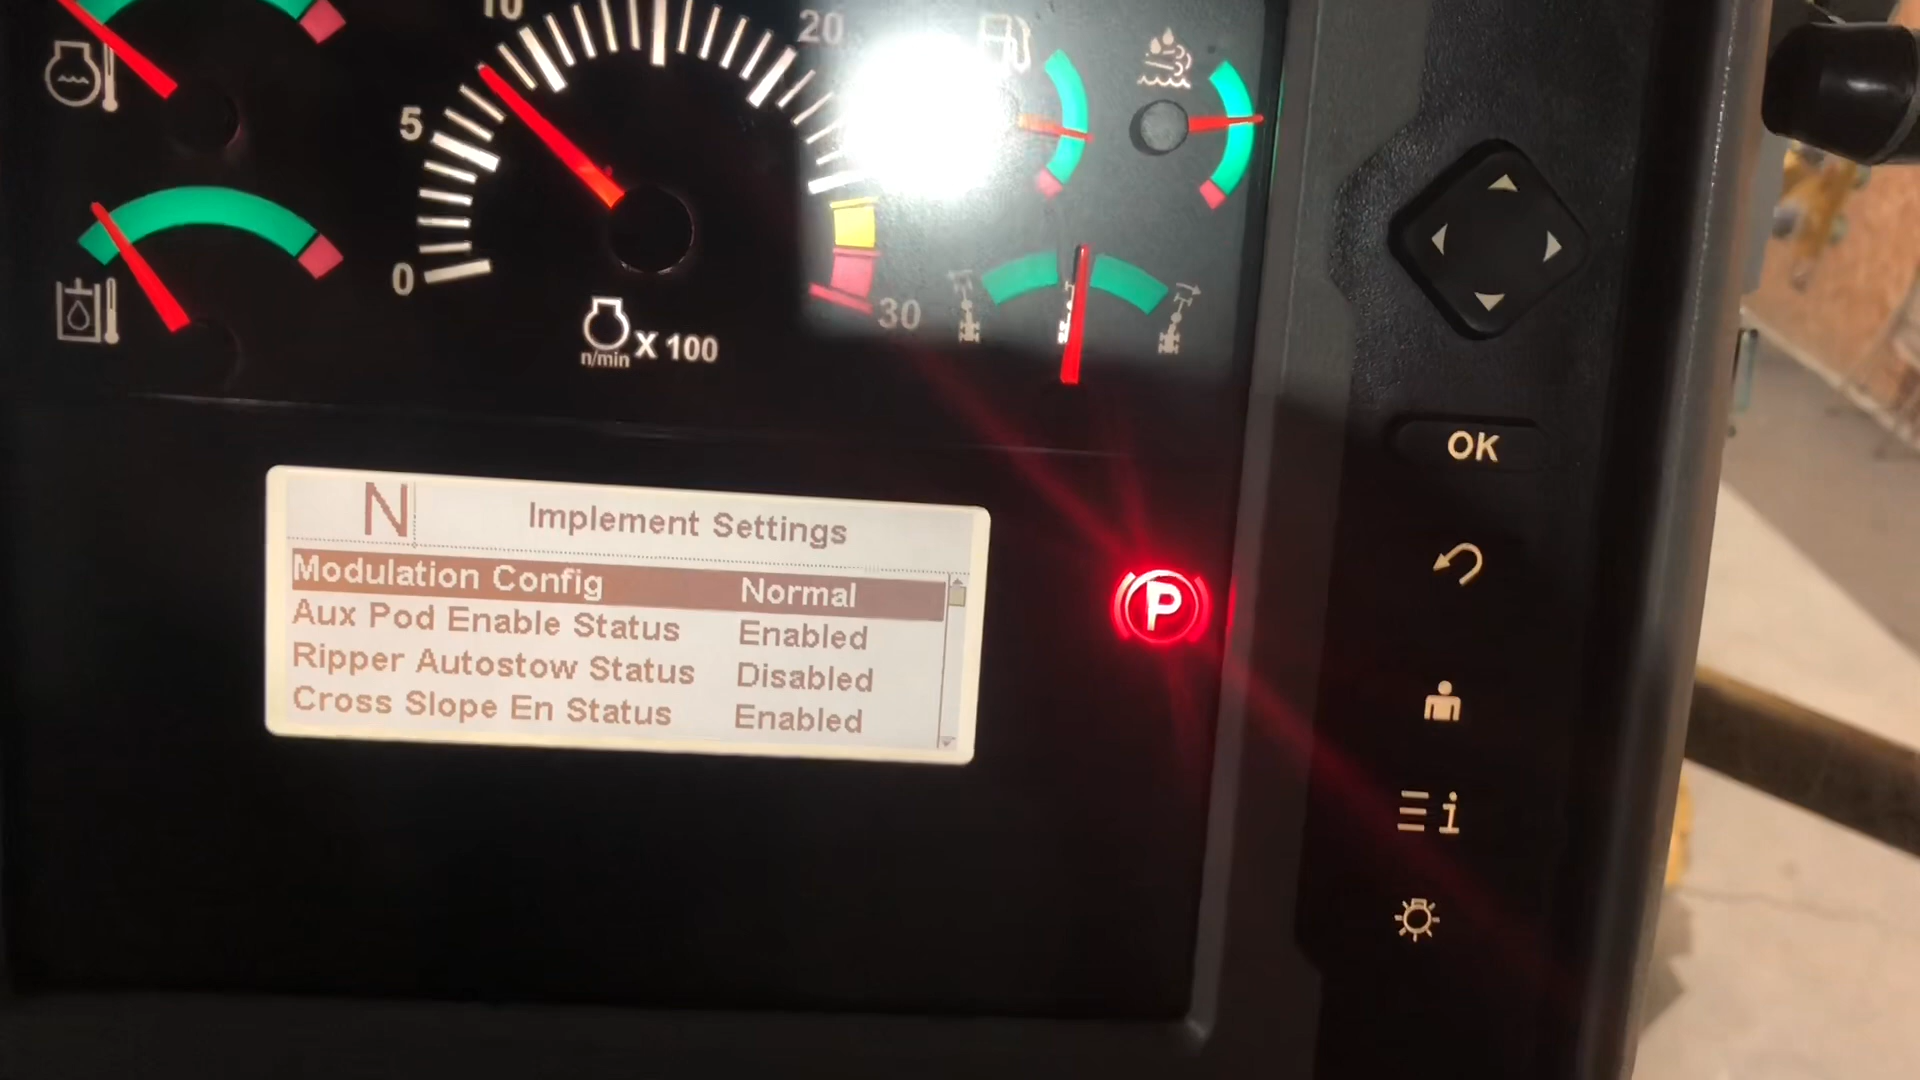 10
20
5
0
30
n/min X 100
OK
N Implement Settings
Modulation Config Normal
Aux Pod Enable Status Enabled
Ripper Autostow Status Disabled
Cross Slope En Status Enabled
P
i